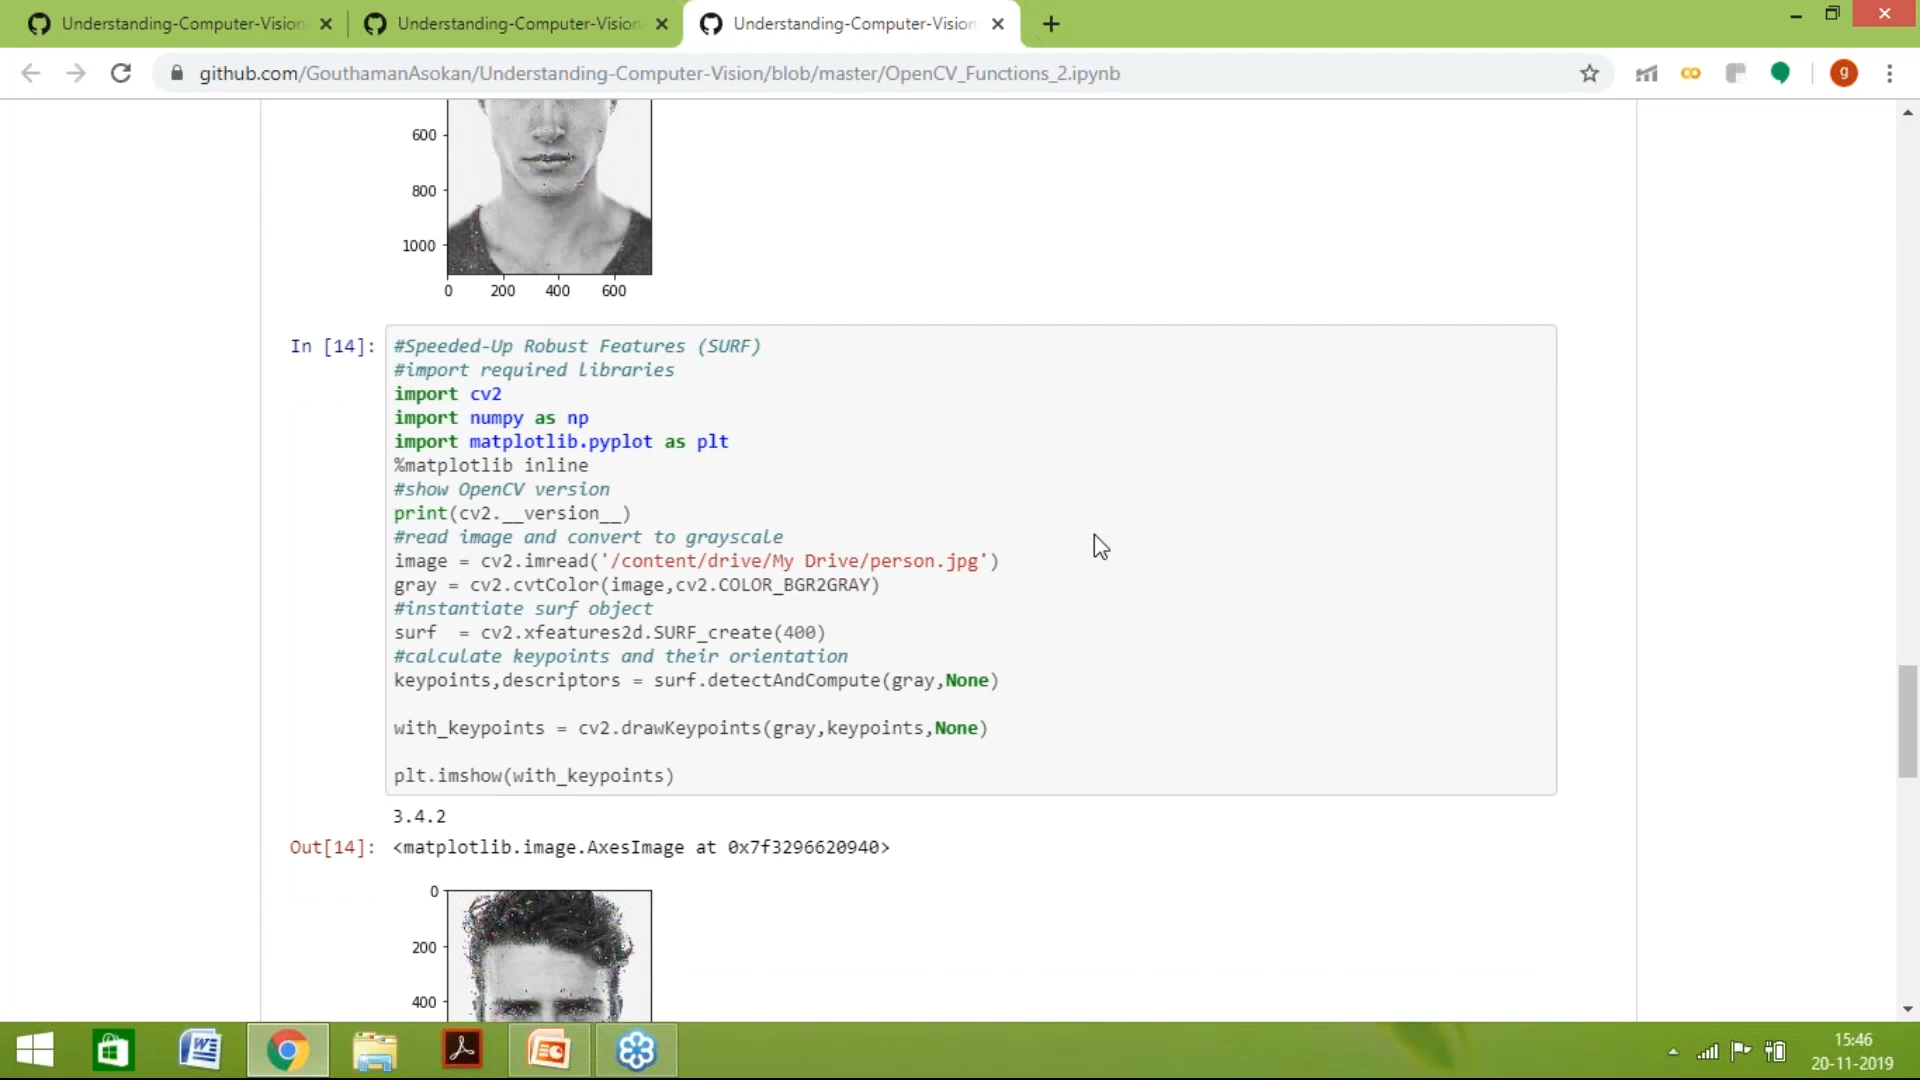 Understanding-Computer-Vision
Understanding-Computer-Vision
Understanding-Computer-Vision
github.com/GouthamanAsokan/Understanding-Computer-Vision/blob/master/OpenCV_Functions_2.ipynb
g
600
800
1000
0 200 400 600
In [14]:
#Speeded-Up Robust Features (SURF)
#import required libraries
import cv2
import numpy as np
import matplotlib.pyplot as plt
%matplotlib inline
#show OpenCV version
print(cv2.__version__)
#read image and convert to grayscale
image = cv2.imread('/content/drive/My Drive/person.jpg')
gray = cv2.cvtColor(image,cv2.COLOR_BGR2GRAY)
#instantiate surf object
surf  = cv2.xfeatures2d.SURF_create(400)
#calculate keypoints and their orientation
keypoints,descriptors = surf.detectAndCompute(gray,None)
with_keypoints = cv2.drawKeypoints(gray,keypoints,None)
plt.imshow(with_keypoints)
3.4.2
Out[14]: <matplotlib.image.AxesImage at 0x7f3296620940>
0
200
400
15:46
20-11-2019